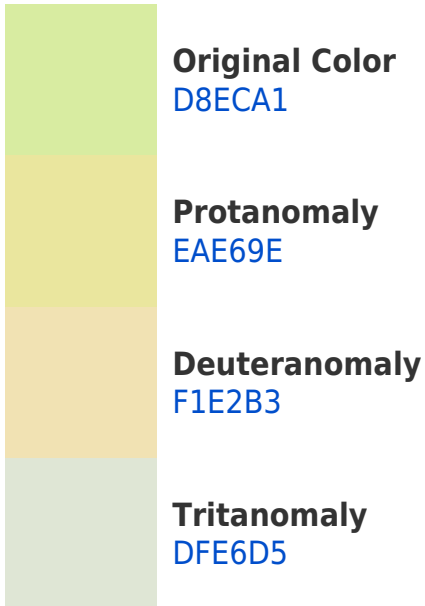 Original Color
D8ECA1
Protanomaly
EAE69E
Deuteranomaly
F1E2B3
Tritanomaly
DFE6D5